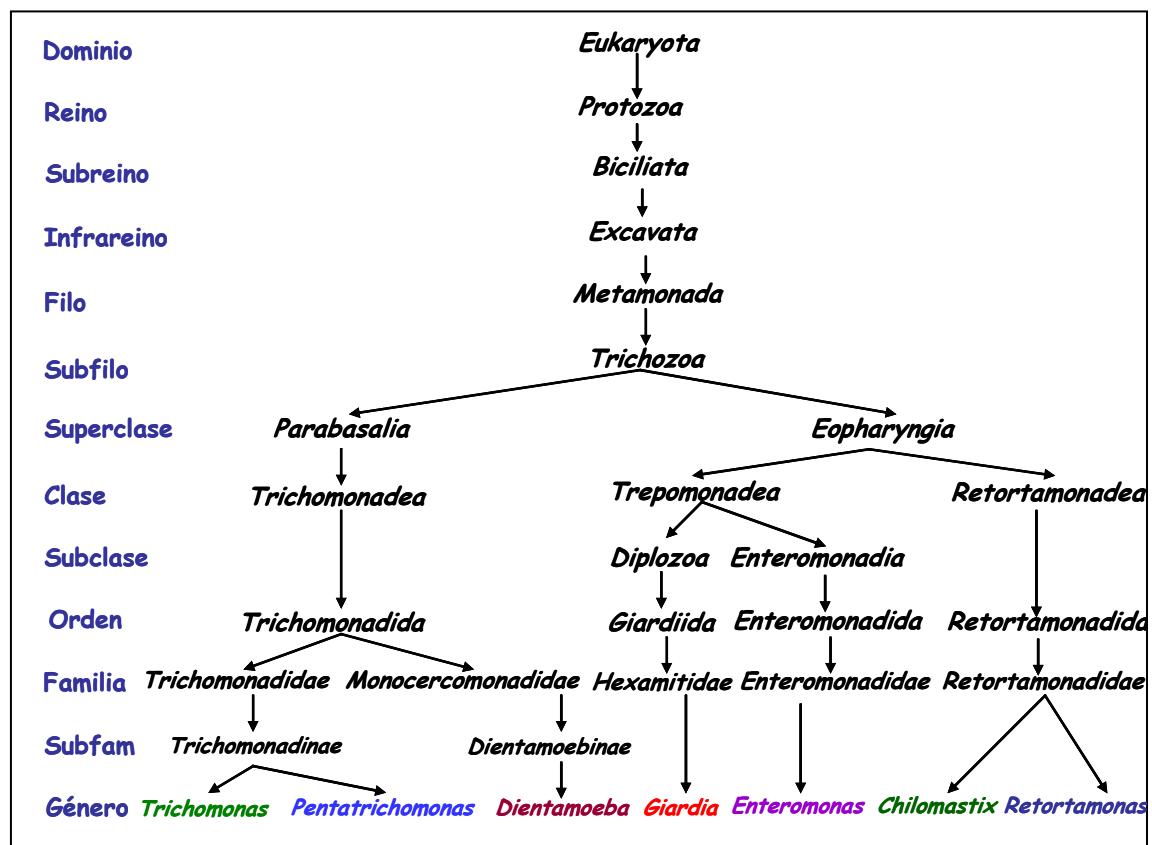 Dominio Eukaryota
Reino Protozoa
Subreino Biciliata
Infrareino Excavata
Filo Metamonada
Subfilo Trichozoa
Superclase Parabasalia Eopharyngia
Clase Trichomonadea Trepomonadea Retortamonadea
Subclase Diplozoa Enteromonadia
Orden Trichomonadida Giardiida Enteromonadida Retortamonadida
Familia Trichomonadidae Monocercomonadidae Hexamitidae Enteromonadidae Retortamonadidae
Subfam Trichomonadinae Dientamoebinae
Género Trichomonas Pentatrichomonas Dientamoeba Giardia Enteromonas Chilomastix Retortamonas